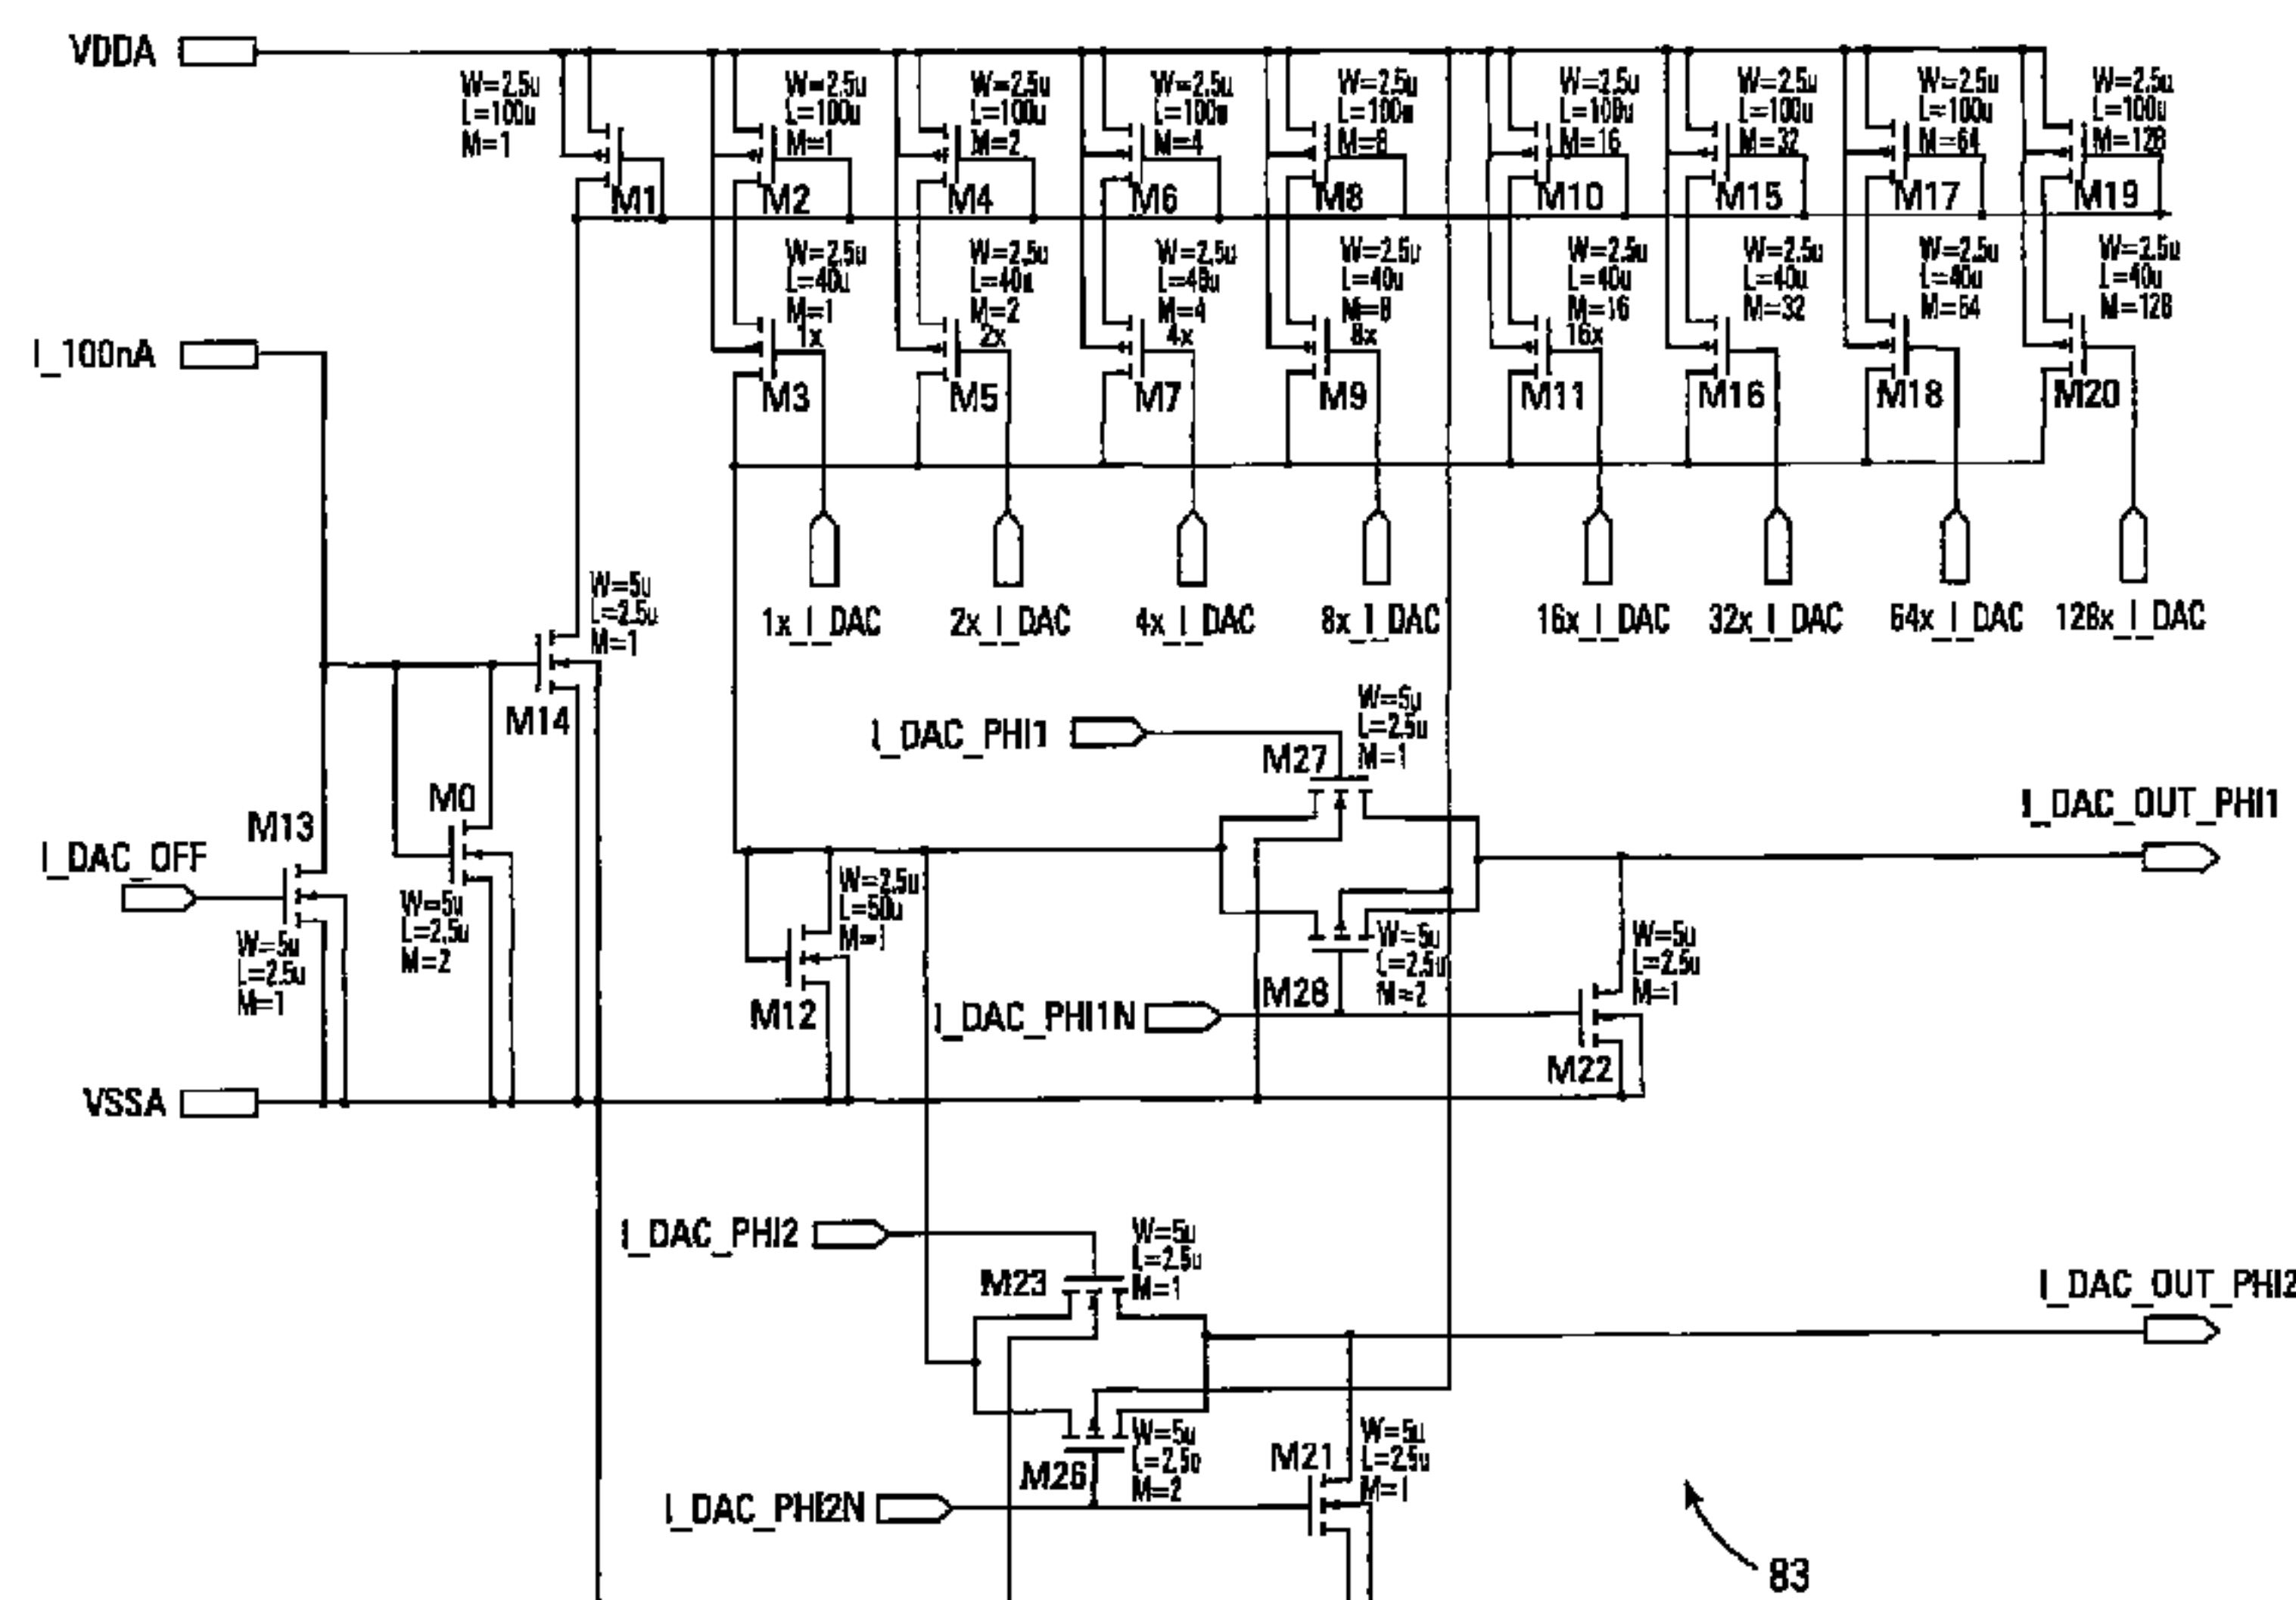 VDDA
W=2.5u
L=100u
M=1
M1
W=2.5u
L=100u
M=1
M2
W=2.5u
L=100u
M=2
M4
W=2.5u
L=100u
M=4
M6
W=2.5u
L=100u
M=8
M8
W=2.5u
L=100u
M=16
M10
W=2.5u
L=100u
M=32
M15
W=2.5u
L=100u
M=64
M17
W=2.5u
L=100u
M=128
M19
W=2.5u
L=40u
M=1
1x
M3
W=2.5u
L=40u
M=2
2x
M5
W=2.5u
L=40u
M=4
4x
M7
W=2.5u
L=40u
M=8
8x
M9
W=2.5u
L=40u
M=16
16x
M11
W=2.5u
L=40u
M=32
M16
W=2.5u
L=40u
M=64
M18
W=2.5u
L=40u
M=128
M20
I_100nA
1x_I_DAC
2x_I_DAC
4x_I_DAC
8x_I_DAC
16x_I_DAC
32x_I_DAC
64x_I_DAC
128x_I_DAC
W=5u
L=2.5u
M=1
M14
I_DAC_PHI1
W=5u
L=2.5u
M=1
M27
I_DAC_OUT_PHI1
M0
W=5u
L=2.5u
M=2
M13
I_DAC_OFF
W=5u
L=2.5u
M=1
W=2.5u
L=50u
M=1
M12
W=5u
L=2.5u
M=2
M28
I_DAC_PHI1N
W=5u
L=2.5u
M=1
M22
VSSA
I_DAC_PHI2
W=5u
L=2.5u
M=1
M23
I_DAC_OUT_PHI2
W=5u
L=2.5u
M=2
M26
I_DAC_PHI2N
W=5u
L=2.5u
M=1
M21
83